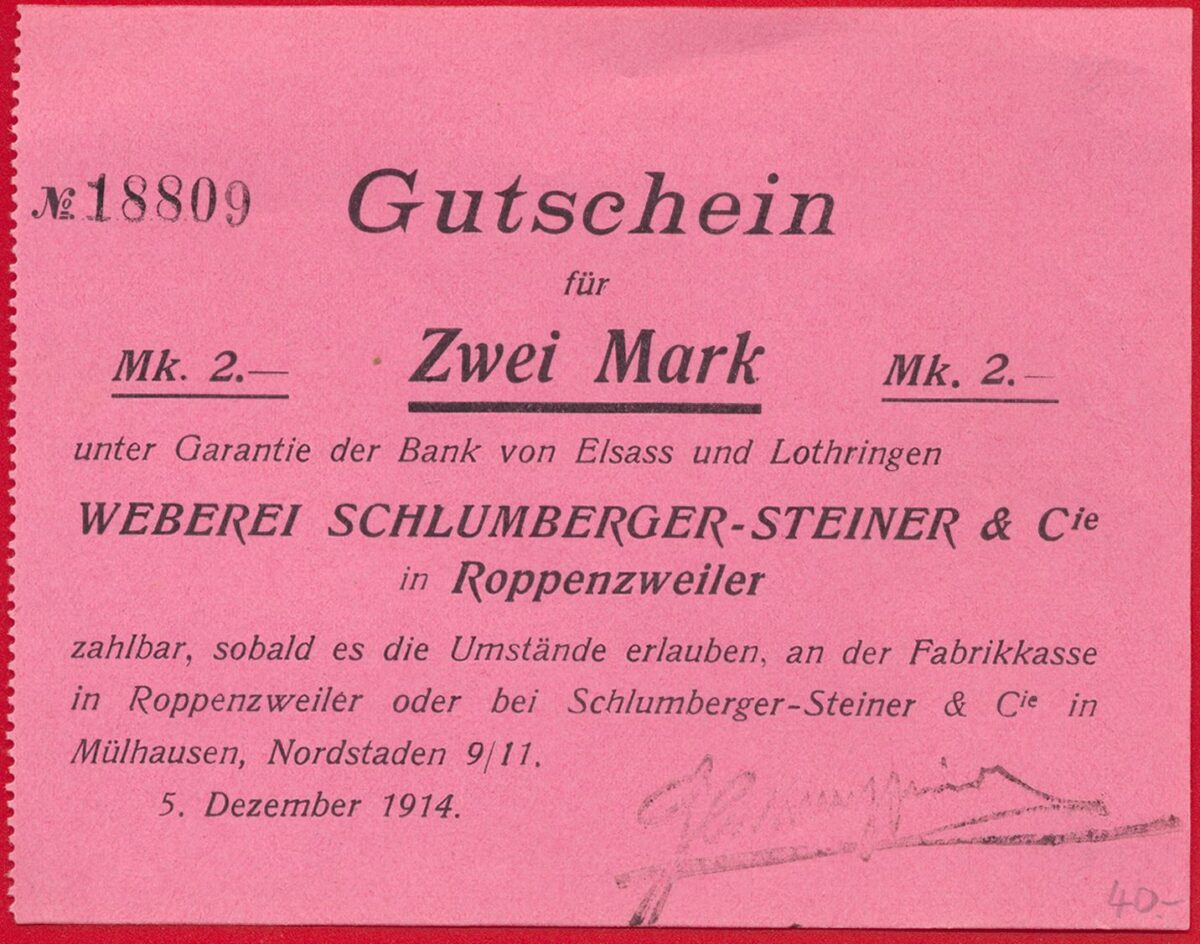 № 18809
Gutschein
für
Mk. 2.— Zwei Mark Mk. 2.—
unter Garantie der Bank von Elsass und Lothringen
WEBEREI SCHLUMBERGER-STEINER & Cie
in Roppenzweiler
zahlbar, sobald es die Umstände erlauben, an der Fabrikkasse
in Roppenzweiler oder bei Schlumberger-Steiner & Cie in
Mülhausen, Nordstaden 9/11.
5. Dezember 1914.
40.-